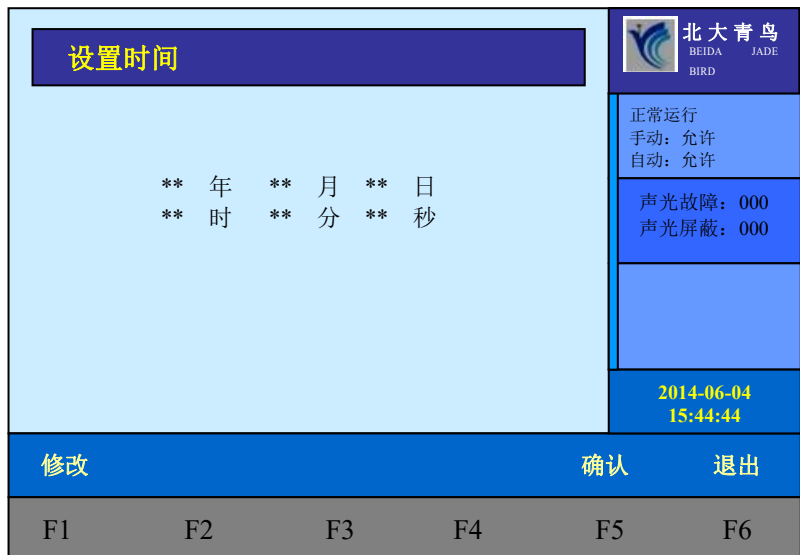 设置时间
** 年 ** 月 ** 日
** 时 ** 分 ** 秒
北大青鸟
BEIDA JADE
BIRD
正常运行
手动：允许
自动：允许
声光故障：000
声光屏蔽：000
2014-06-04
15:44:44
修改 确认 退出
F1 F2 F3 F4 F5 F6